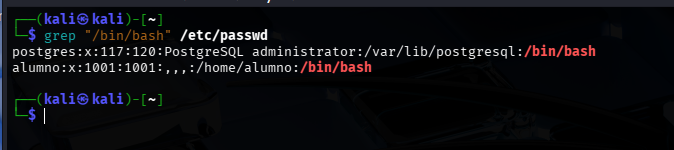 ┌──(kali㉿kali)-[~]
└─$ grep "/bin/bash" /etc/passwd
postgres:x:117:120:PostgreSQL administrator:/var/lib/postgresql:/bin/bash
alumno:x:1001:1001:,,,:/home/alumno:/bin/bash
┌──(kali㉿kali)-[~]
└─$